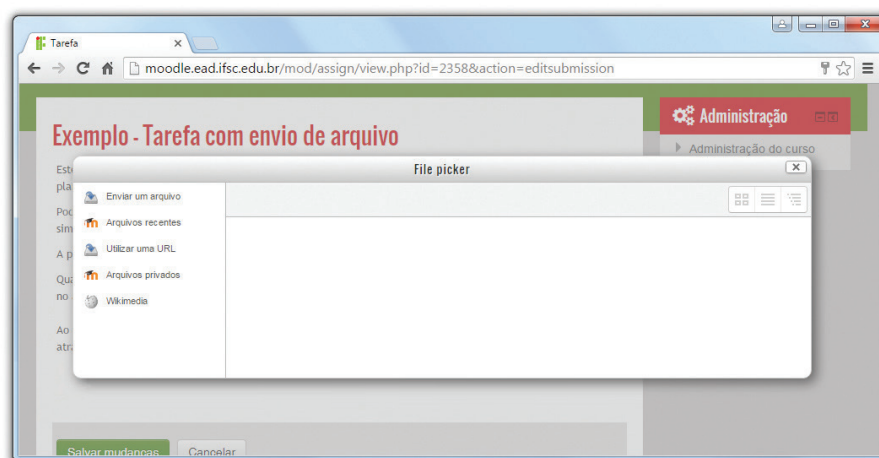 Tarefa
moodle.ead.ifsc.edu.br/mod/assign/view.php?id=2358&action=editsubmission
Exemplo - Tarefa com envio de arquivo
Administração
Administração do curso
File picker
Enviar um arquivo
Arquivos recentes
Utilizar uma URL
Arquivos privados
Wikimedia
A p
no
Ao
Salvar mudanças
Cancelar